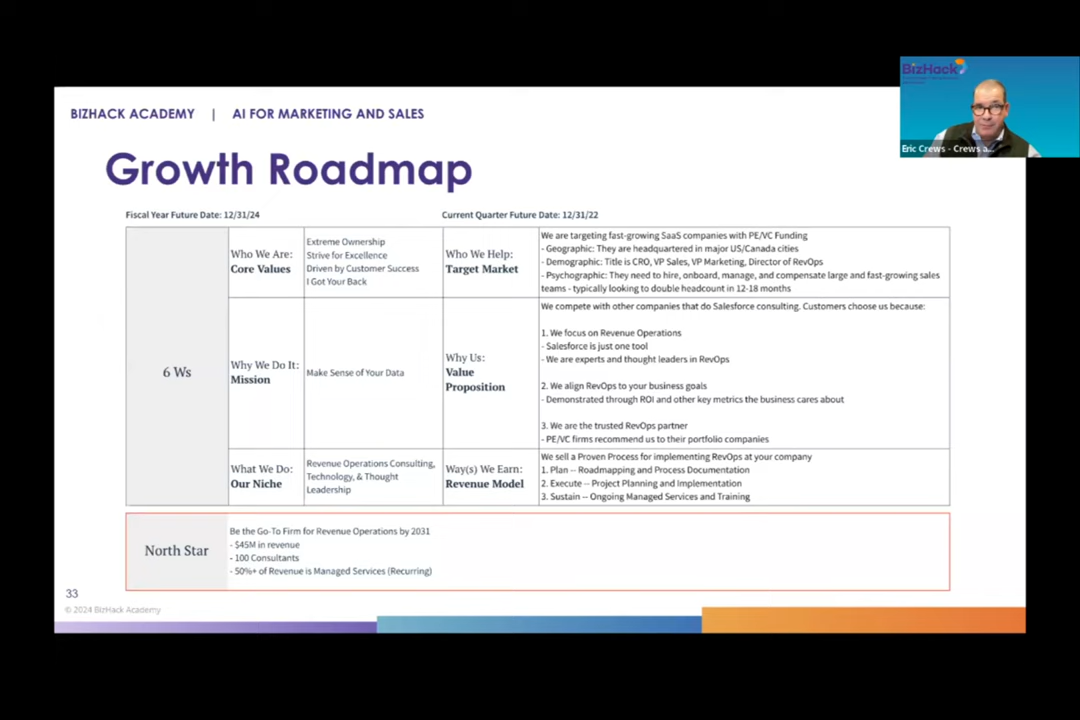 BizHack
Eric Crews - Crews a...
BIZHACK ACADEMY | AI FOR MARKETING AND SALES
Growth Roadmap
Fiscal Year Future Date: 12/31/24
Current Quarter Future Date: 12/31/22
6 Ws
Who We Are:
Core Values
Extreme Ownership
Strive for Excellence
Driven by Customer Success
I Got Your Back
Who We Help:
Target Market
We are targeting fast-growing SaaS companies with PE/VC Funding
- Geographic: They are headquartered in major US/Canada cities
- Demographic: Title is CRO, VP Sales, VP Marketing, Director of RevOps
- Psychographic: They need to hire, onboard, manage, and compensate large and fast-growing sales
teams - typically looking to double headcount in 12-18 months
Why We Do It:
Mission
Make Sense of Your Data
Why Us:
Value
Proposition
We compete with other companies that do Salesforce consulting. Customers choose us because:
1. We focus on Revenue Operations
- Salesforce is just one tool
- We are experts and thought leaders in RevOps
2. We align RevOps to your business goals
- Demonstrated through ROI and other key metrics the business cares about
3. We are the trusted RevOps partner
- PE/VC firms recommend us to their portfolio companies
What We Do:
Our Niche
Revenue Operations Consulting,
Technology, & Thought
Leadership
Way(s) We Earn:
Revenue Model
We sell a Proven Process for implementing RevOps at your company
1. Plan -- Roadmapping and Process Documentation
2. Execute -- Project Planning and Implementation
3. Sustain -- Ongoing Managed Services and Training
North Star
Be the Go-To Firm for Revenue Operations by 2031
- $45M in revenue
- 100 Consultants
- 50%+ of Revenue is Managed Services (Recurring)
33
© 2024 BizHack Academy